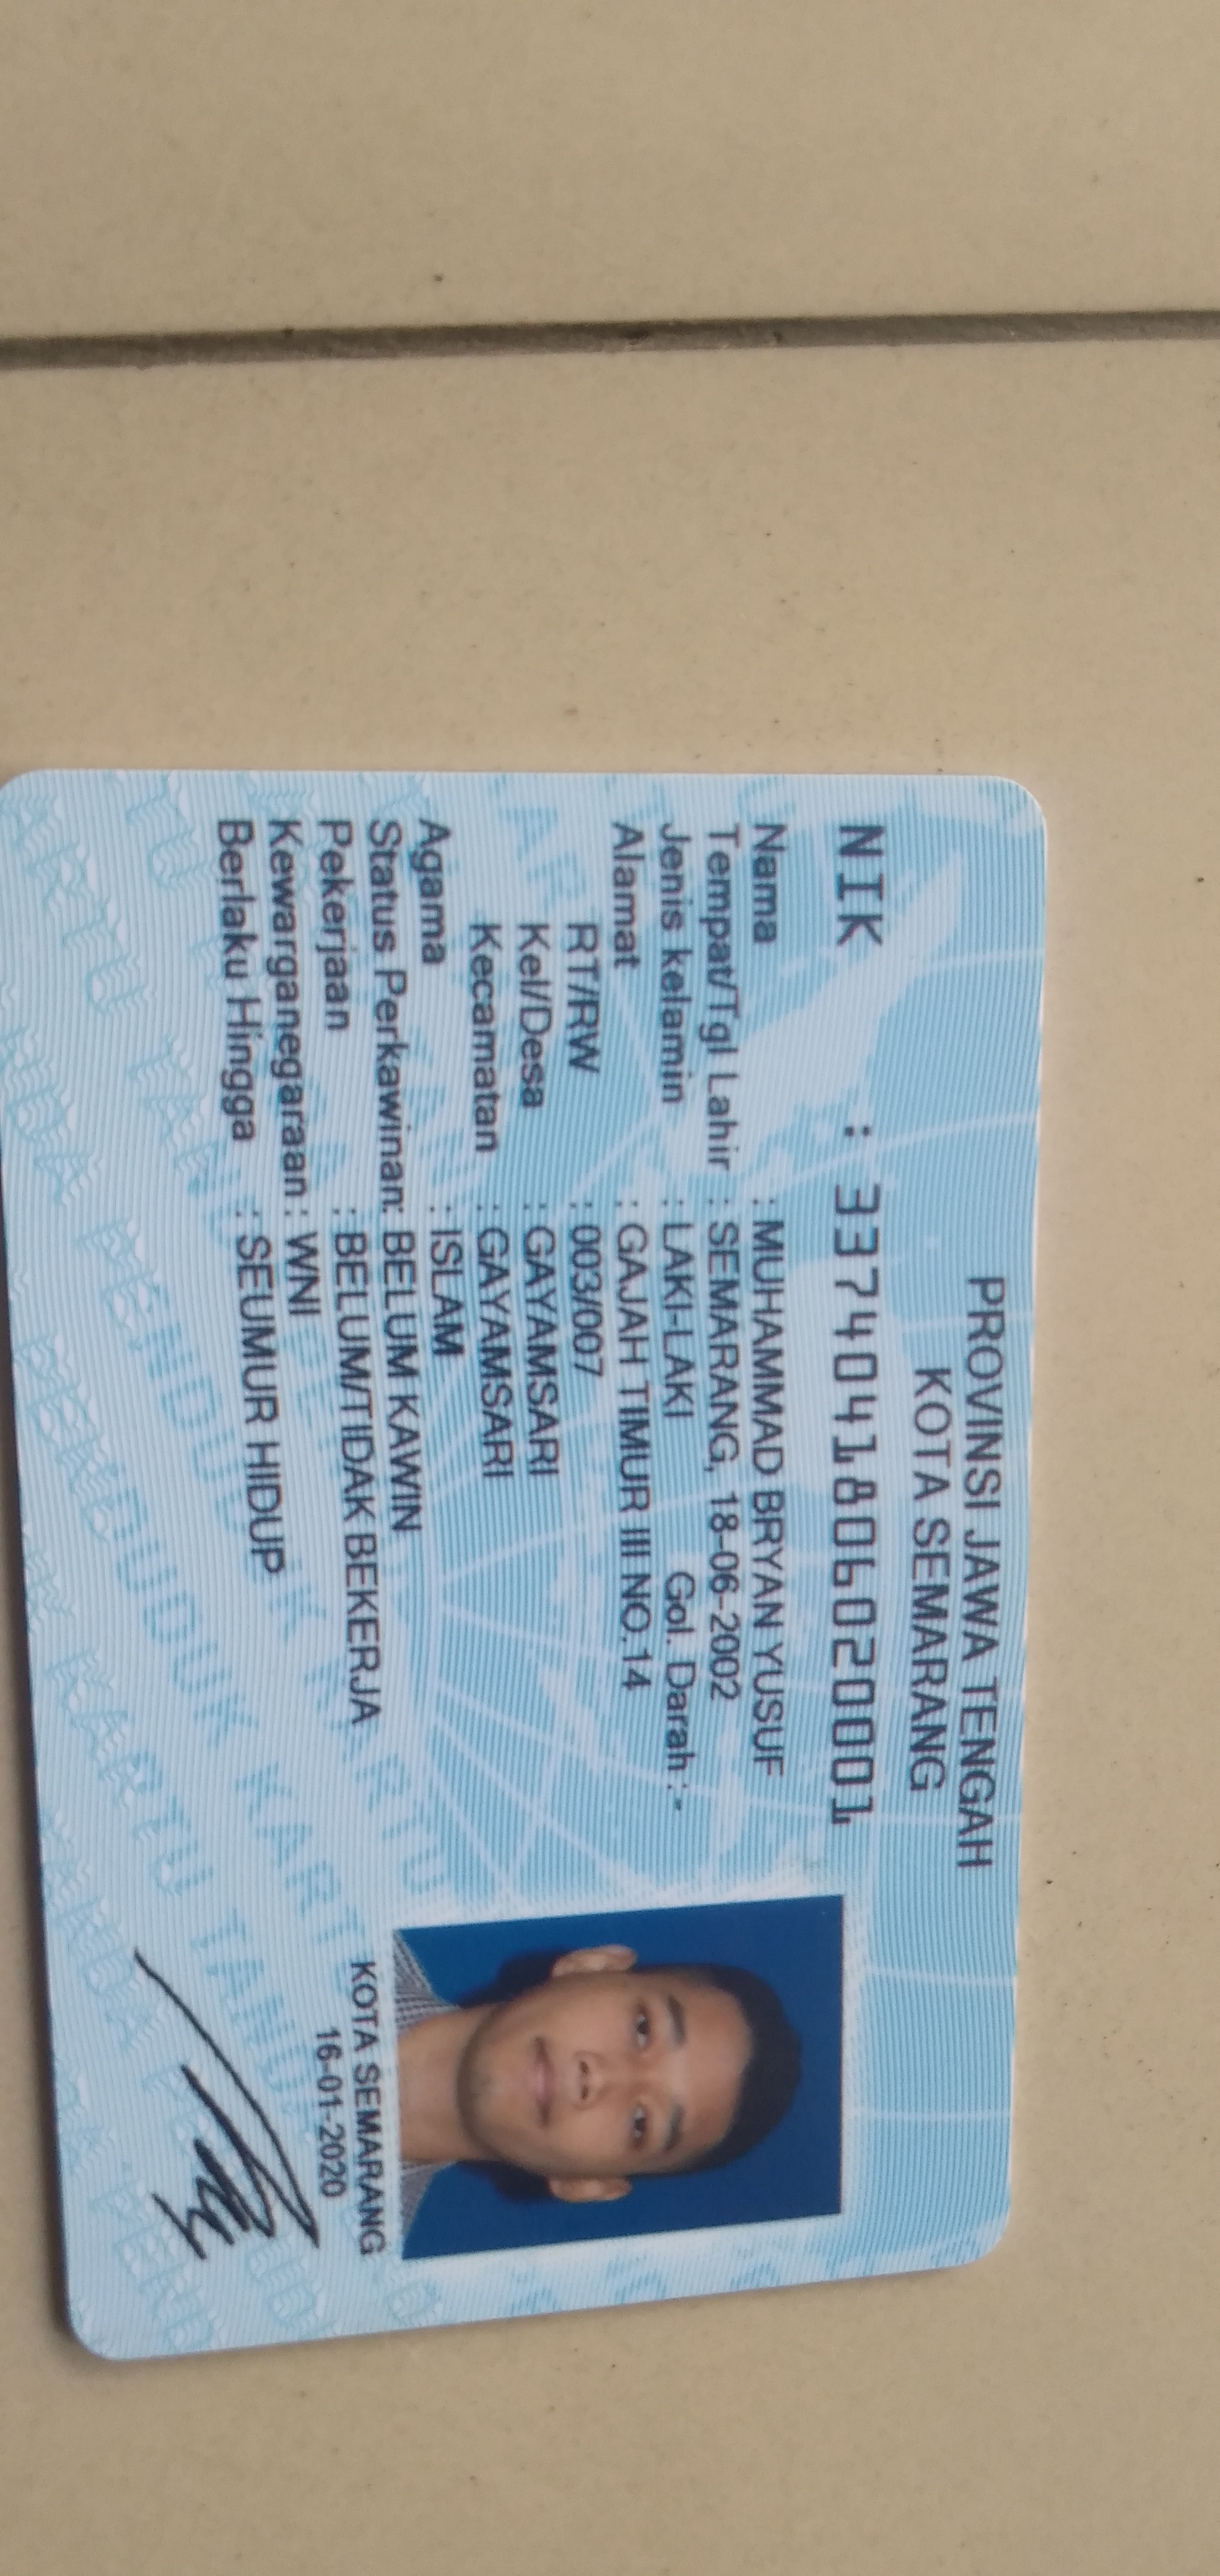 PROVINSI JAWA TENGAH
KOTA SEMARANG
NIK : 3374041806020001
Nama : MUHAMMAD BRYAN YUSUF
Tempat/Tgl Lahir : SEMARANG, 18-06-2002
Jenis kelamin : LAKI-LAKI Gol. Darah :-
Alamat : GAJAH TIMUR III NO.14
RT/RW : 003/007
Kel/Desa : GAYAMSARI
Kecamatan : GAYAMSARI
Agama : ISLAM
Status Perkawinan: BELUM KAWIN
Pekerjaan : BELUM/TIDAK BEKERJA
Kewarganegaraan : WNI
Berlaku Hingga : SEUMUR HIDUP
KOTA SEMARANG
16-01-2020